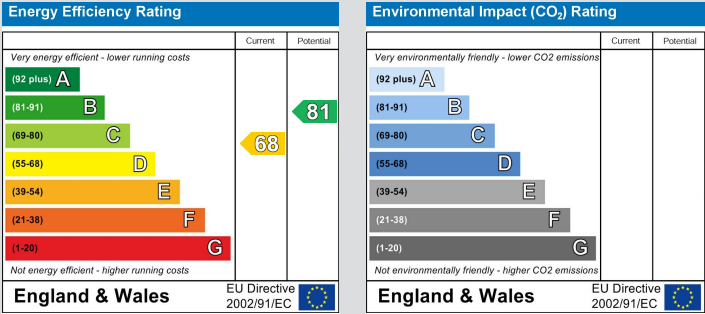 Energy Efficiency Rating
Current Potential
Very energy efficient - lower running costs
(92 plus) A
(81-91) B
81
(69-80) C
68
(55-68) D
(39-54) E
(21-38) F
(1-20) G
Not energy efficient - higher running costs
England & Wales
EU Directive
2002/91/EC
Environmental Impact (CO₂) Rating
Current Potential
Very environmentally friendly - lower CO2 emissions
(92 plus) A
(81-91) B
(69-80) C
(55-68) D
(39-54) E
(21-38) F
(1-20) G
Not environmentally friendly - higher CO2 emissions
England & Wales
EU Directive
2002/91/EC